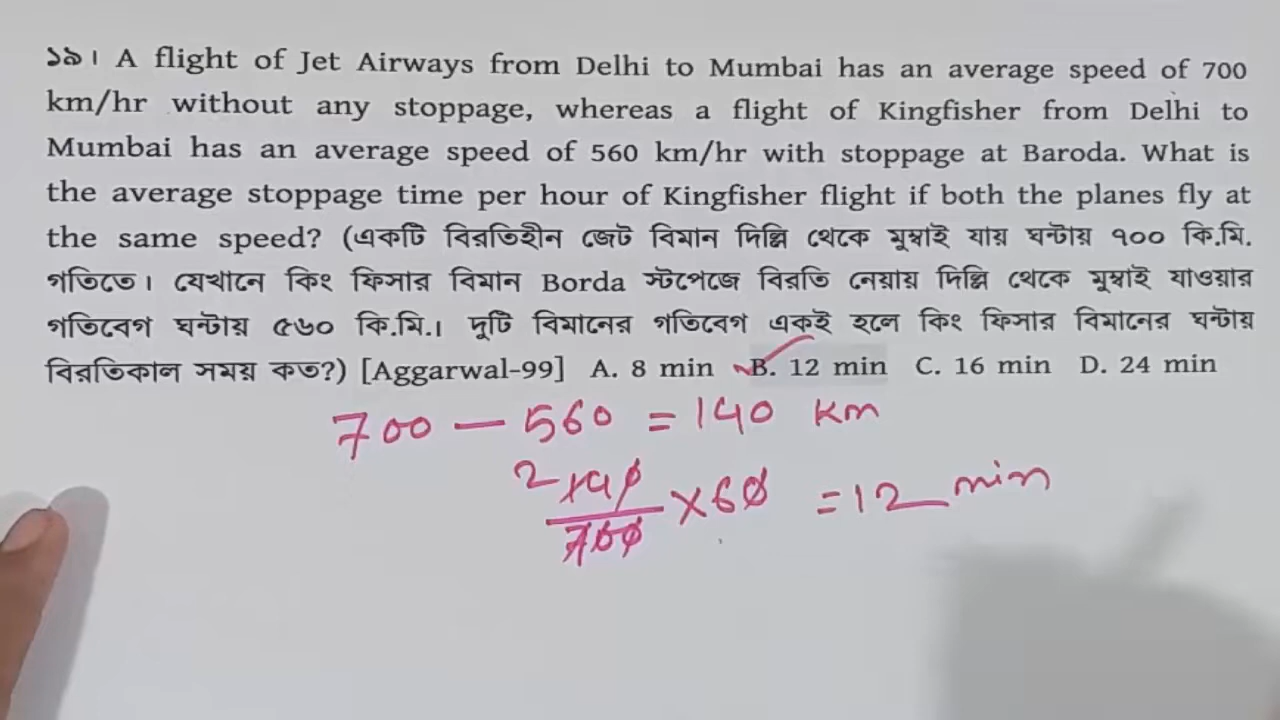 ১৯। A flight of Jet Airways from Delhi to Mumbai has an average speed of 700
km/hr without any stoppage, whereas a flight of Kingfisher from Delhi to
Mumbai has an average speed of 560 km/hr with stoppage at Baroda. What is
the average stoppage time per hour of Kingfisher flight if both the planes fly at
the same speed? (একটি বিরতিহীন জেট বিমান দিল্লি থেকে মুম্বাই যায় ঘন্টায় ৭০০ কি.মি.
গতিতে। যেখানে কিং ফিসার বিমান Borda স্টপেজে বিরতি নেয়ায় দিল্লি থেকে মুম্বাই যাওয়ার
গতিবেগ ঘন্টায় ৫৬০ কি.মি.। দুটি বিমানের গতিবেগ একই হলে কিং ফিসার বিমানের ঘন্টায়
বিরতিকাল সময় কত?) [Aggarwal-99] A. 8 min B. 12 min C. 16 min D. 24 min
700 — 560 = 140 km
2 140
700 × 60 = 12 min